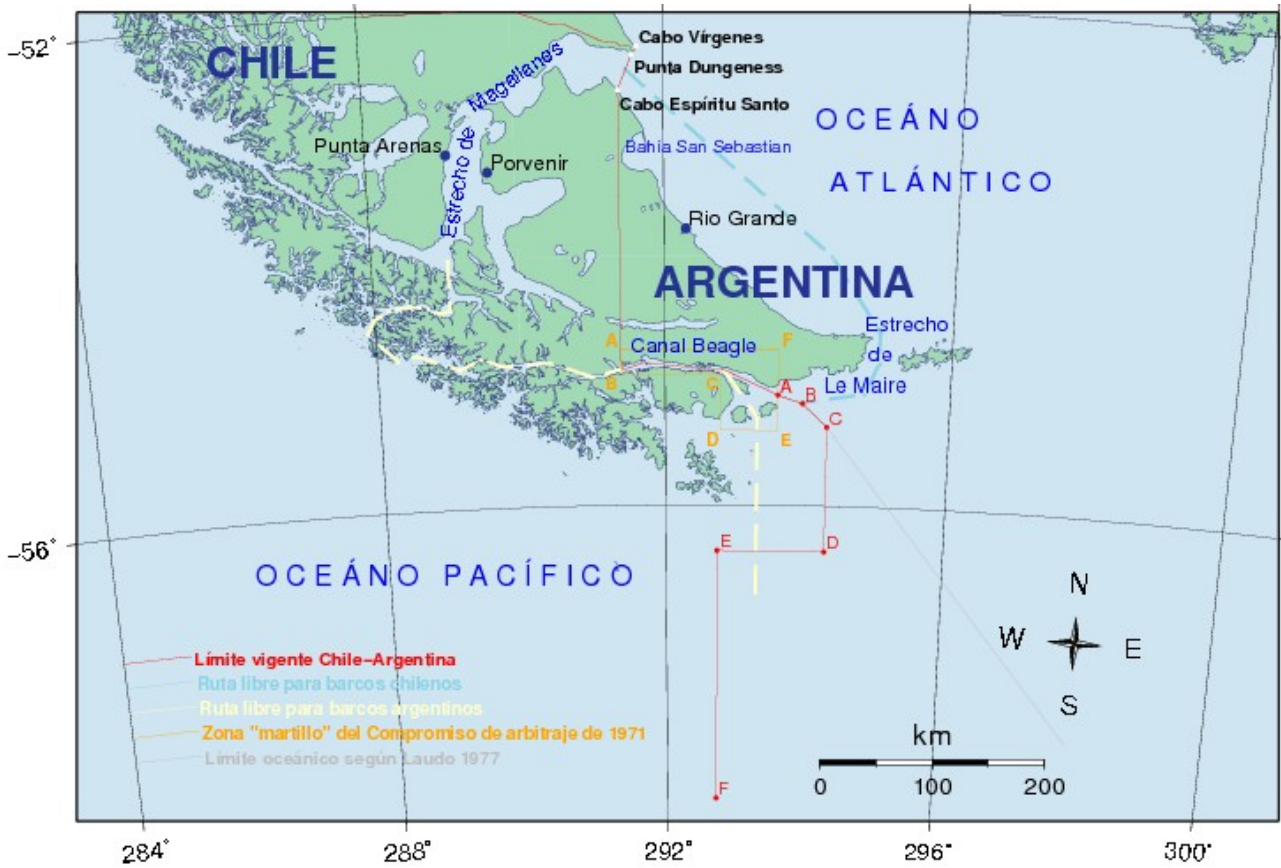 -52°
CHILE
Cabo Vírgenes
Punta Dungeness
Cabo Espíritu Santo
Estrecho de Magallanes
OCEÁNO
ATLÁNTICO
Bahia San Sebastian
Punta Arenas
Porvenir
Rio Grande
ARGENTINA
Estrecho
de
Le Maire
A
F
Canal Beagle
B
C
A
B
C
D
E
-56°
E
D
OCEÁNO PACÍFICO
N
W
E
S
Límite vigente Chile-Argentina
Ruta libre para barcos chilenos
Ruta libre para barcos argentinos
Zona "martillo" del Compromiso de arbitraje de 1971
Límite oceánico según Laudo 1977
km
0 100 200
F
284° 288° 292° 296° 300°